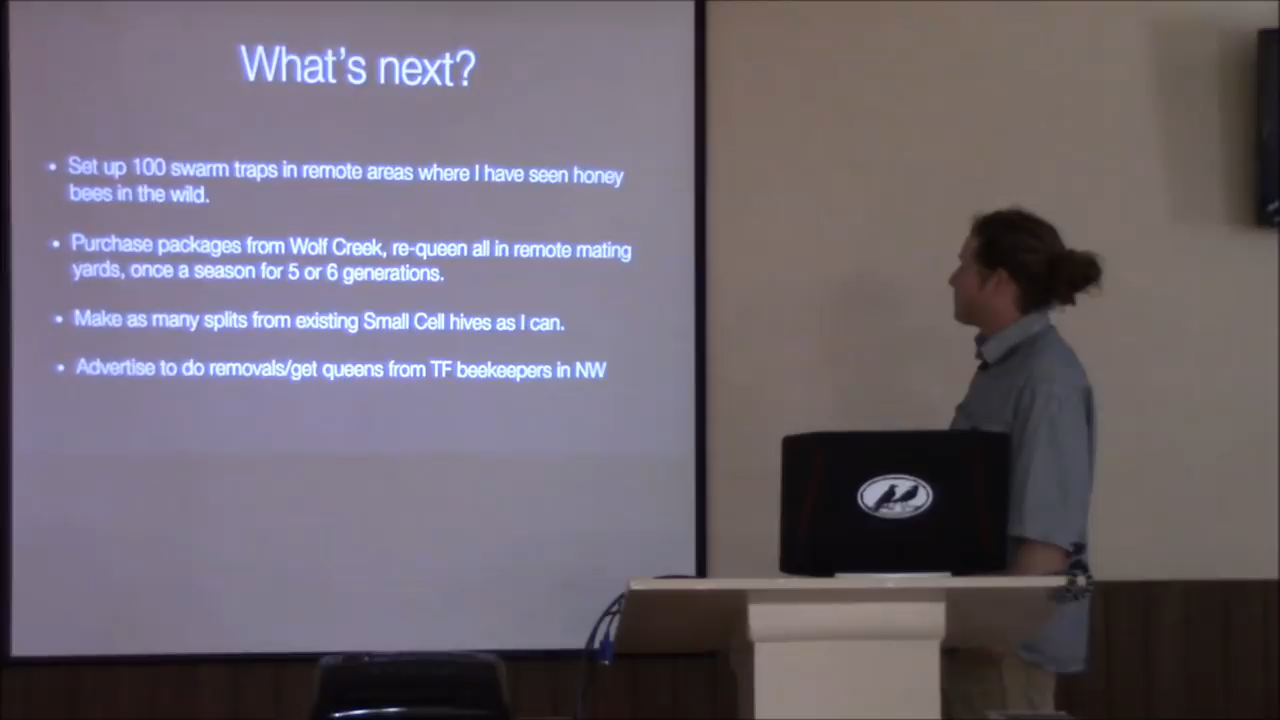 What's next?
• Set up 100 swarm traps in remote areas where I have seen honey
bees in the wild.
• Purchase packages from Wolf Creek, re-queen all in remote mating
yards, once a season for 5 or 6 generations.
• Make as many splits from existing Small Cell hives as I can.
• Advertise to do removals/get queens from TF beekeepers in NW